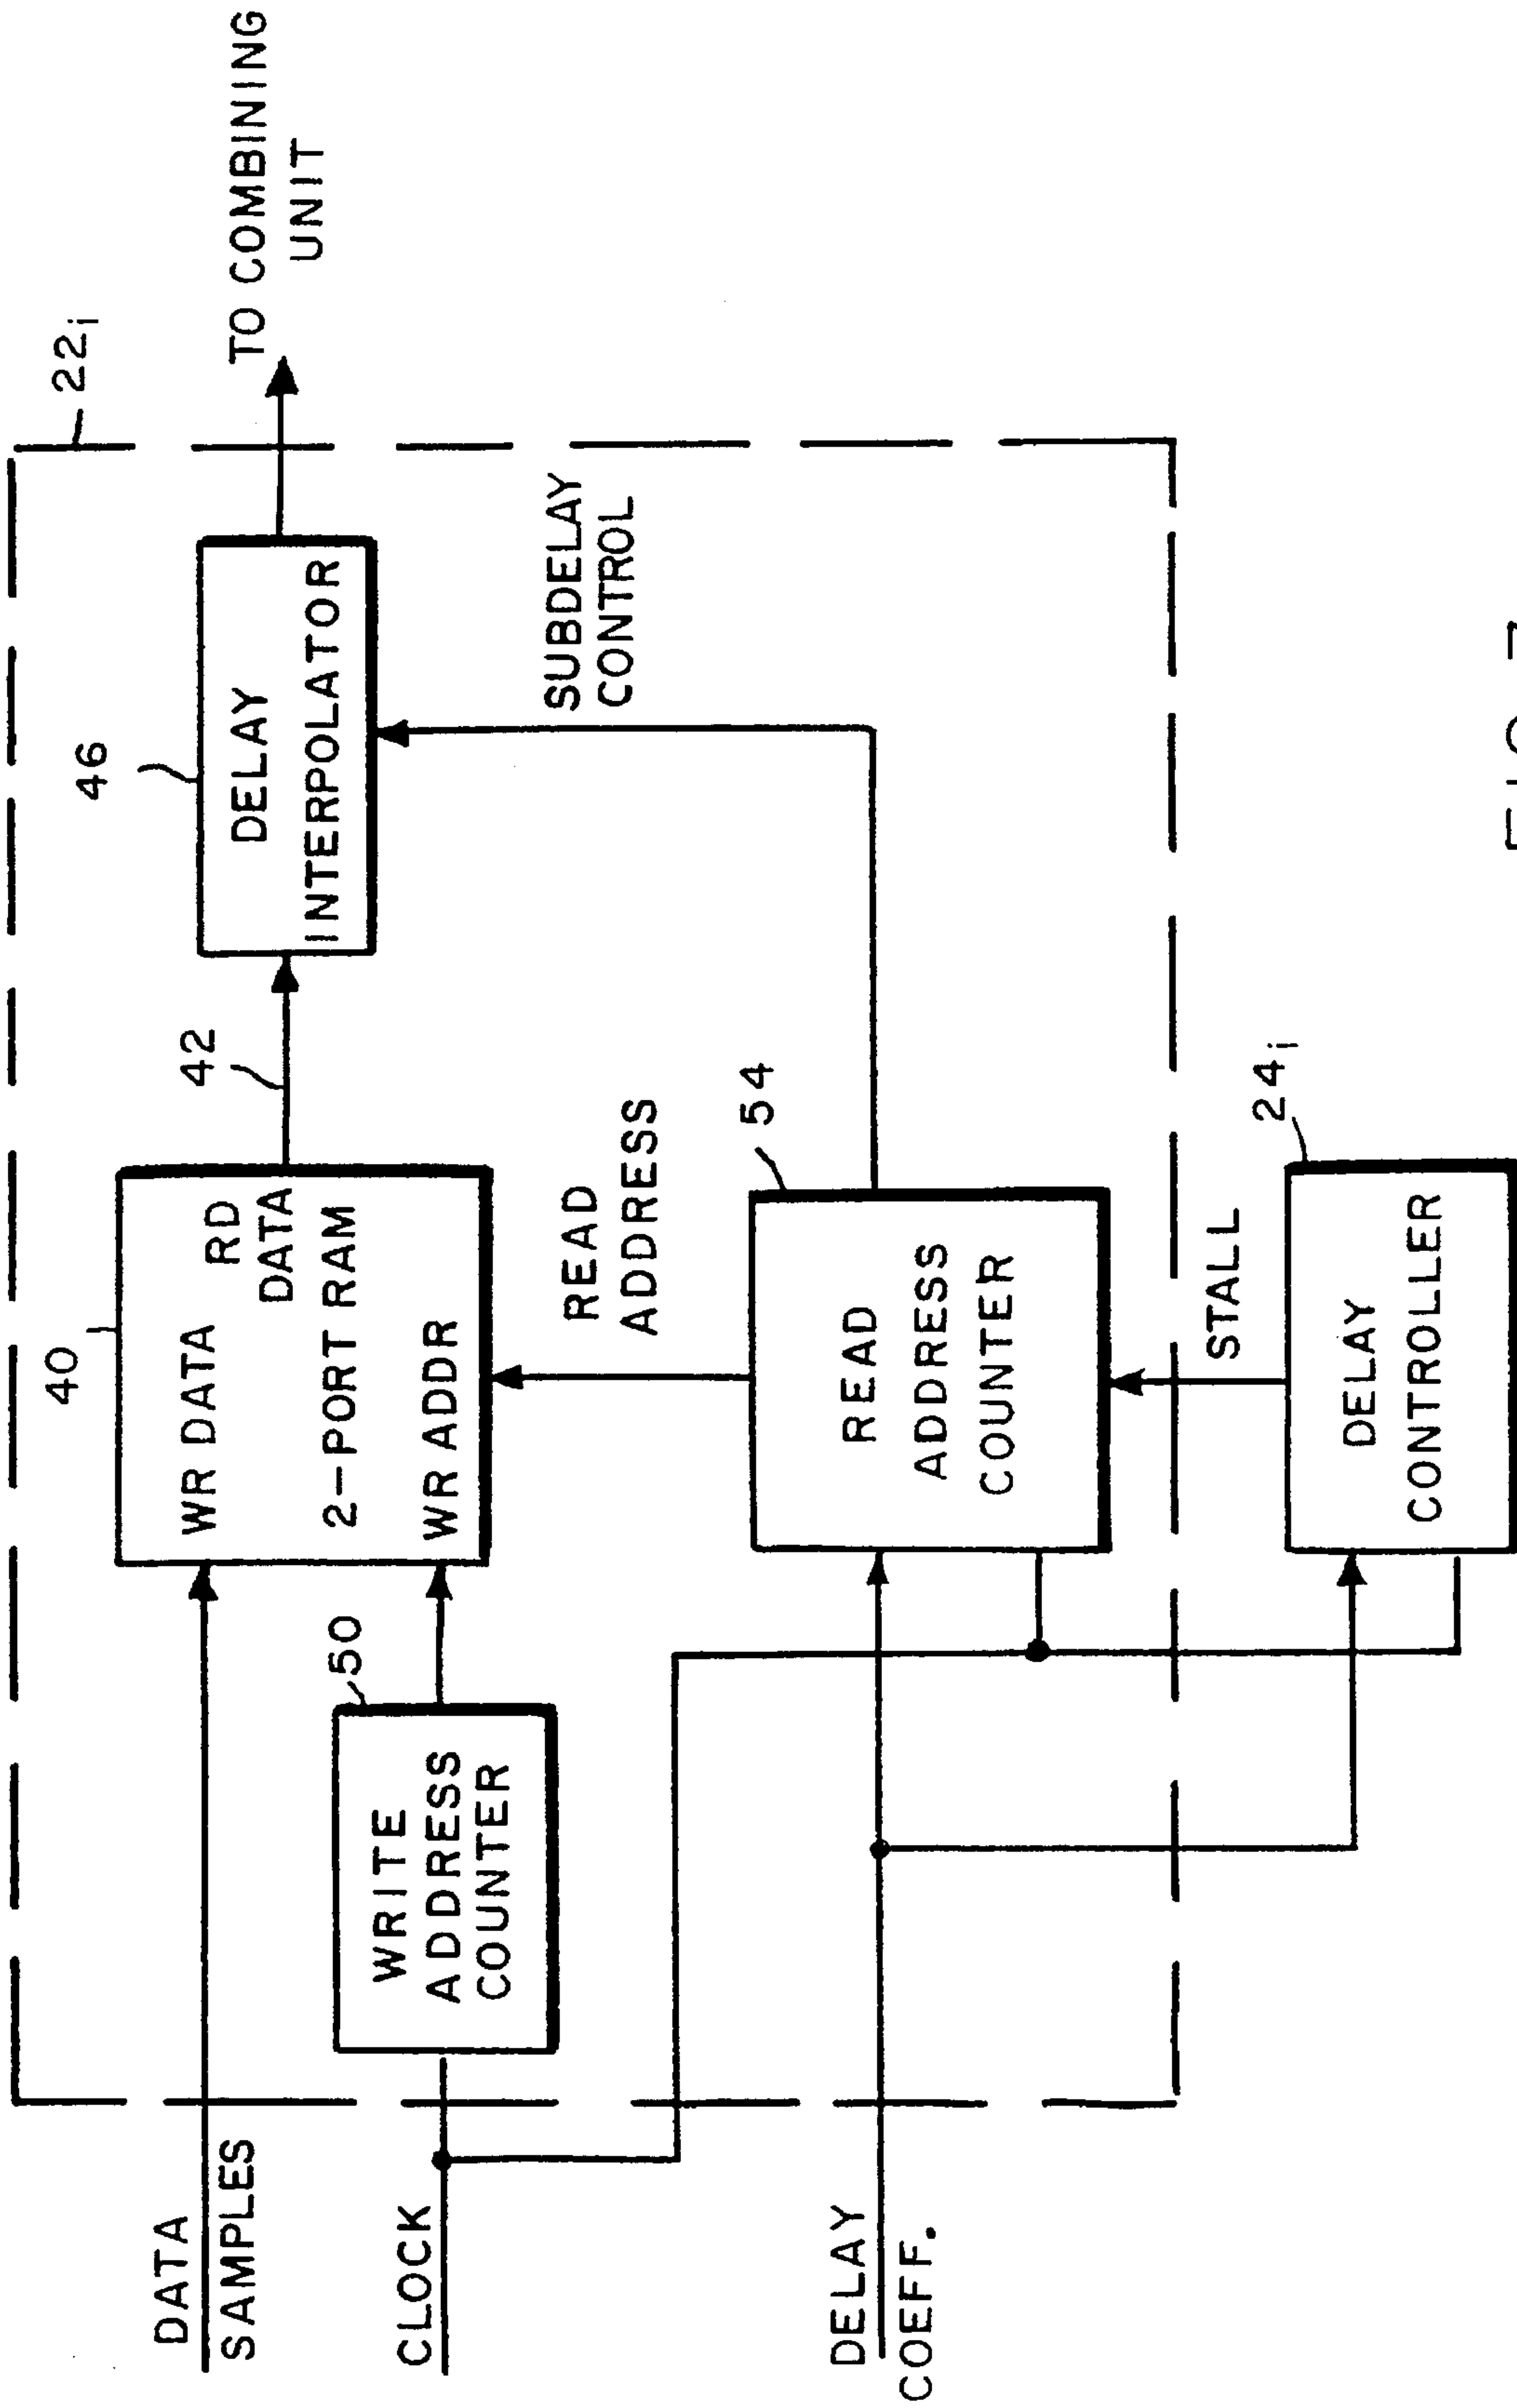 22i
TO COMBINING
UNIT
46
DELAY
INTERPOLATOR
SUBDELAY
CONTROL
42
40
WR DATA
RD
DATA
2-PORT RAM
WR ADDR
READ
ADDRESS
50
WRITE
ADDRESS
COUNTER
54
READ
ADDRESS
COUNTER
STALL
24i
DELAY
CONTROLLER
DATA
SAMPLES
CLOCK
DELAY
COEFF.